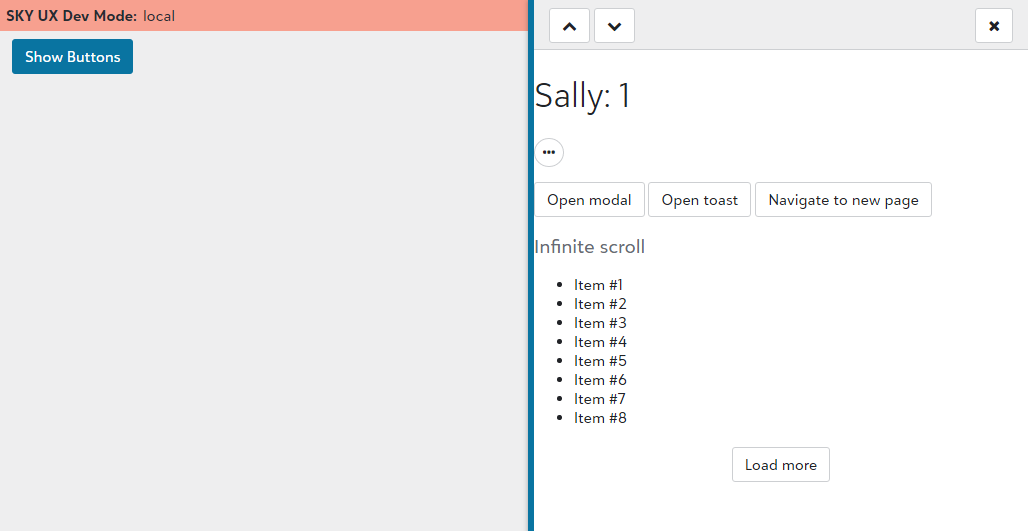 SKY UX Dev Mode: local
Show Buttons
Sally: 1
Open modal Open toast Navigate to new page
Infinite scroll
Item #1
Item #2
Item #3
Item #4
Item #5
Item #6
Item #7
Item #8
Load more